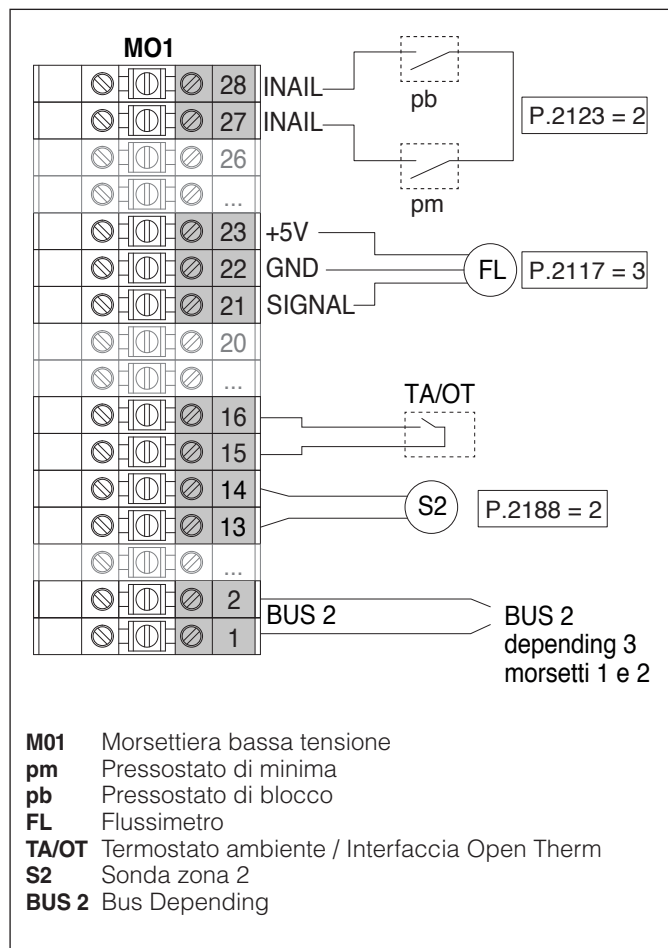 MO1
28 INAIL
pb
27 INAIL
P.2123 = 2
26
...
pm
23 +5V
22 GND
FL
P.2117 = 3
21 SIGNAL
20
...
TA/OT
16
15
14
S2
P.2188 = 2
13
...
2
BUS 2
1
BUS 2
depending 3
morsetti 1 e 2
M01 Morsettiera bassa tensione
pm Pressostato di minima
pb Pressostato di blocco
FL Flussimetro
TA/OT Termostato ambiente / Interfaccia Open Therm
S2 Sonda zona 2
BUS 2 Bus Depending